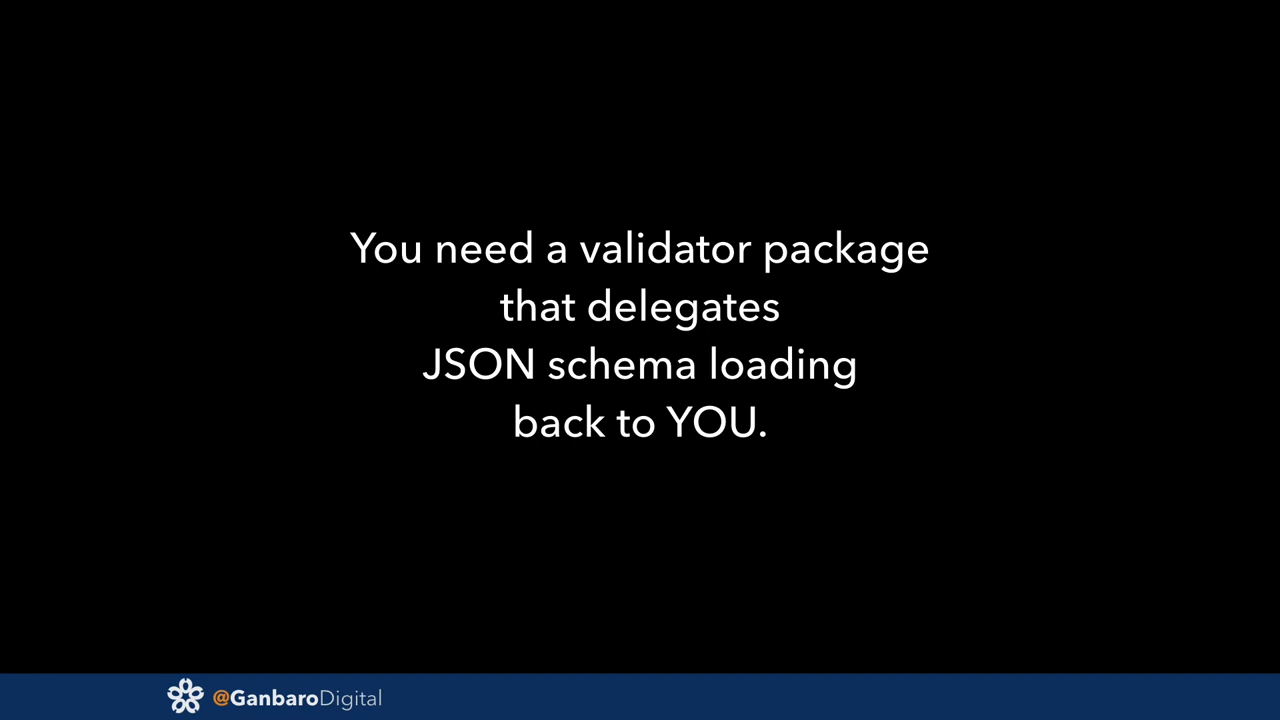 You need a validator package
that delegates
JSON schema loading
back to YOU.
@GanbaroDigital